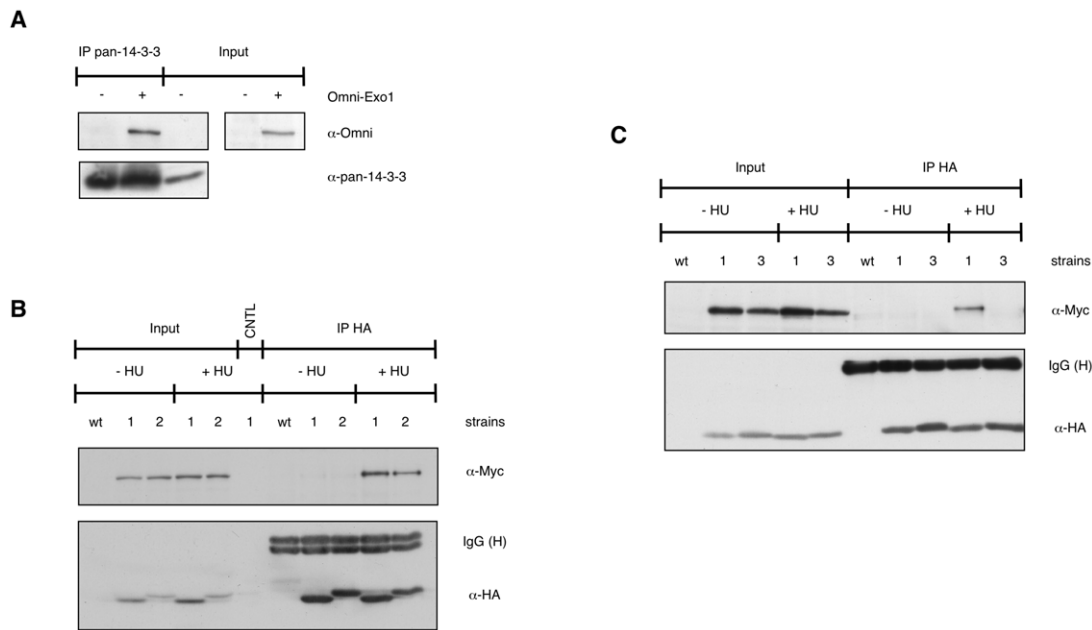 A
IP pan-14-3-3 Input
- + - - + Omni-Exo1
α-Omni
α-pan-14-3-3
B
Input CNTL IP HA
- HU + HU - HU + HU
wt 1 2 1 2 1 wt 1 2 1 2 strains
α-Myc
IgG (H)
α-HA
C
Input IP HA
- HU + HU - HU + HU
wt 1 3 1 3 wt 1 3 1 3 strains
α-Myc
IgG (H)
α-HA